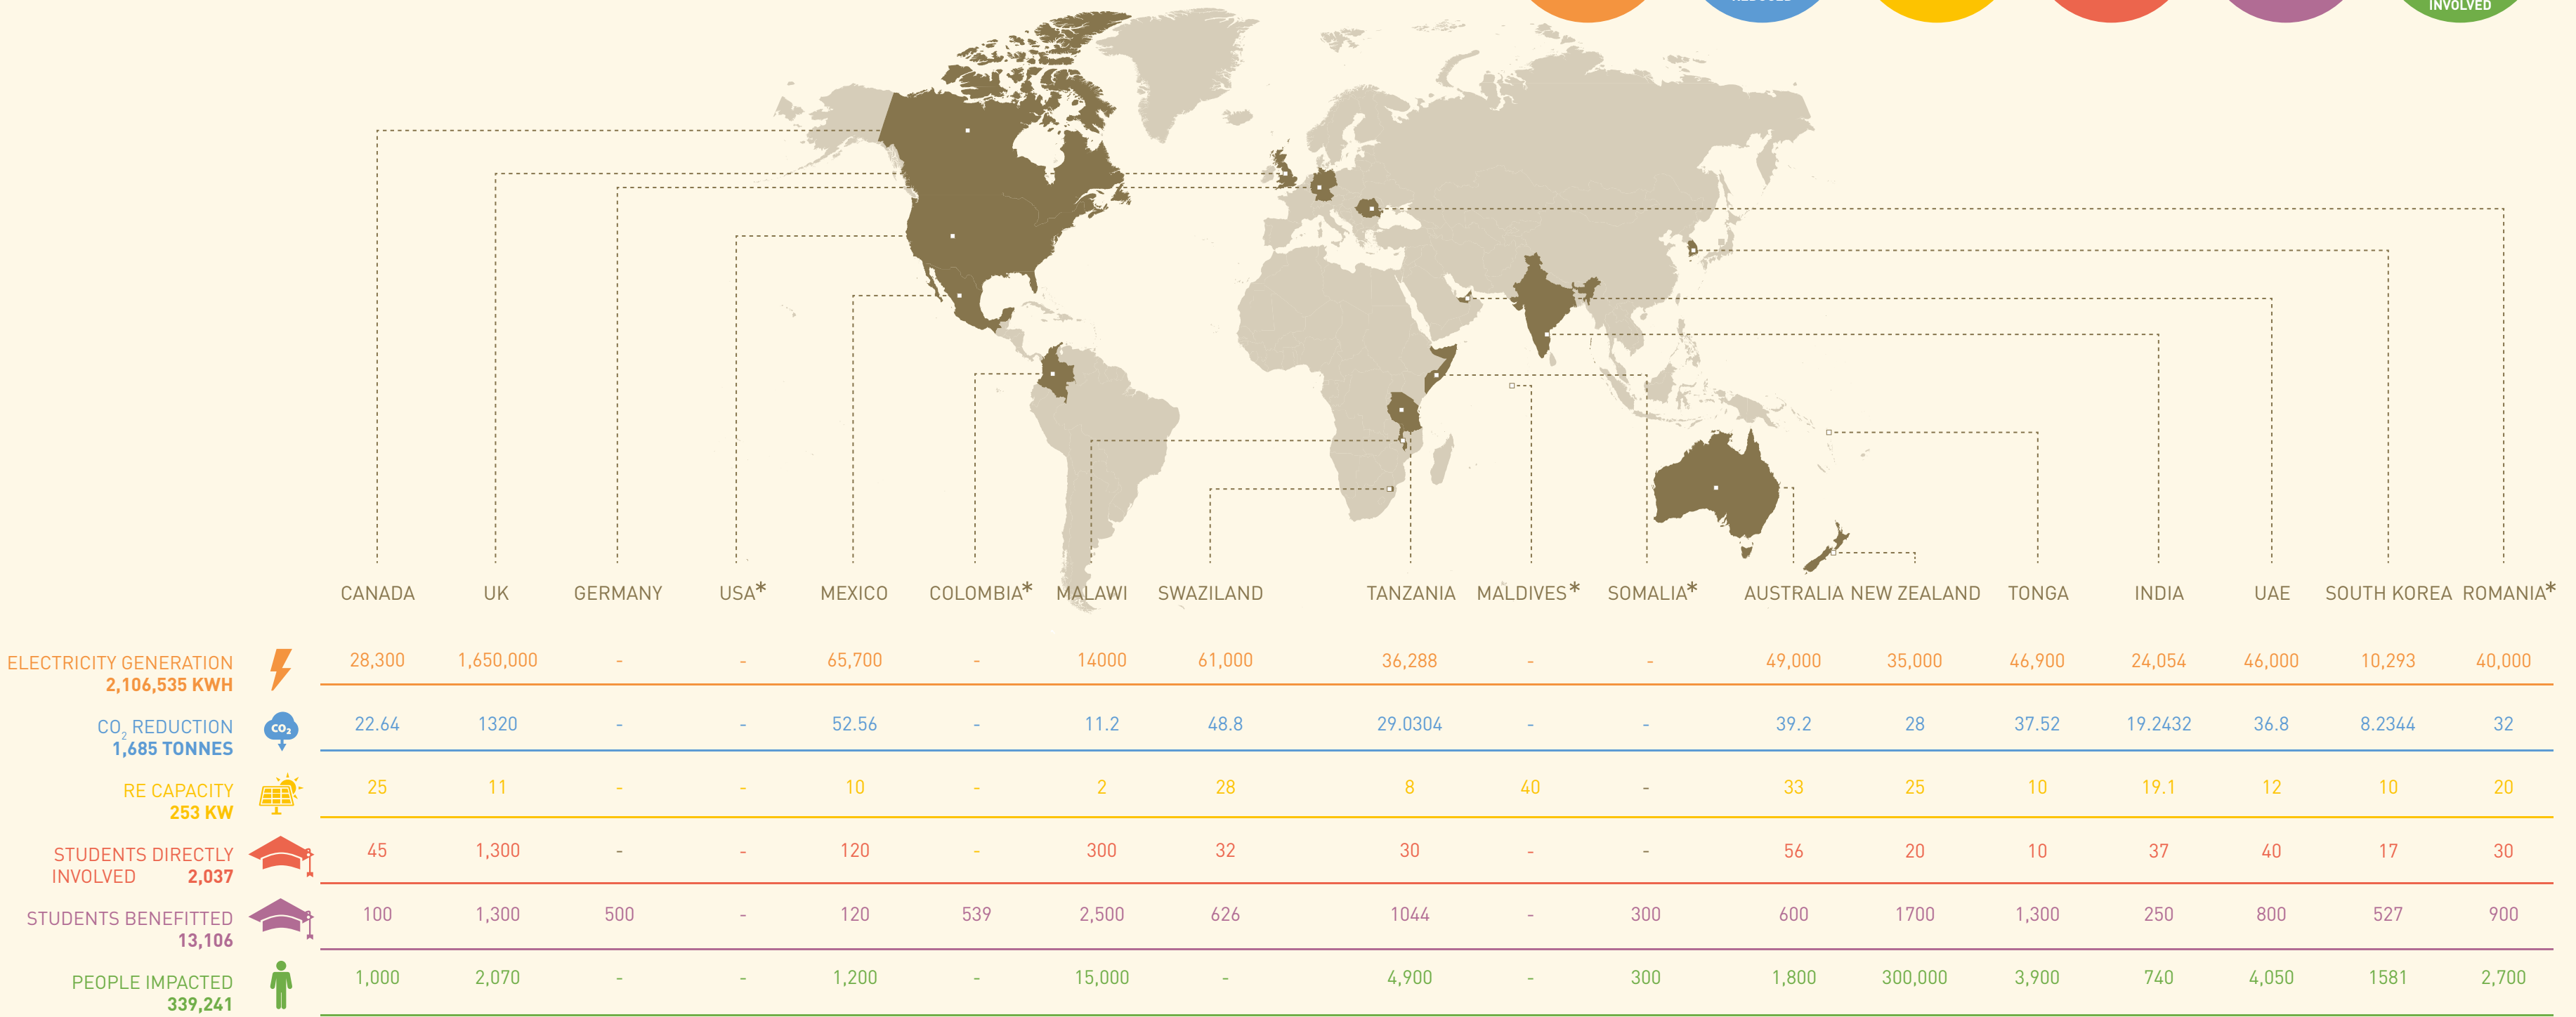 INVOLVED
CANADA UK GERMANY USA* MEXICO COLOMBIA* MALAWI SWAZILAND TANZANIA MALDIVES* SOMALIA* AUSTRALIA NEW ZEALAND TONGA INDIA UAE SOUTH KOREA ROMANIA*
ELECTRICITY GENERATION 28,300 1,650,000 - - 65,700 - 14000 61,000 36,288 - - 49,000 35,000 46,900 24,054 46,000 10,293 40,000
2,106,535 KWH
CO₂ REDUCTION CO₂ 22.64 1320 - - 52.56 - 11.2 48.8 29.0304 - - 39.2 28 37.52 19.2432 36.8 8.2344 32
1,685 TONNES
RE CAPACITY 25 11 - - 10 - 2 28 8 40 - 33 25 10 19.1 12 10 20
253 KW
STUDENTS DIRECTLY 45 1,300 - - 120 - 300 32 30 - - 56 20 10 37 40 17 30
INVOLVED 2,037
STUDENTS BENEFITTED 100 1,300 500 - 120 539 2,500 626 1044 - 300 600 1700 1,300 250 800 527 900
13,106
PEOPLE IMPACTED 1,000 2,070 - - 1,200 - 15,000 - 4,900 - 300 1,800 300,000 3,900 740 4,050 1581 2,700
339,241